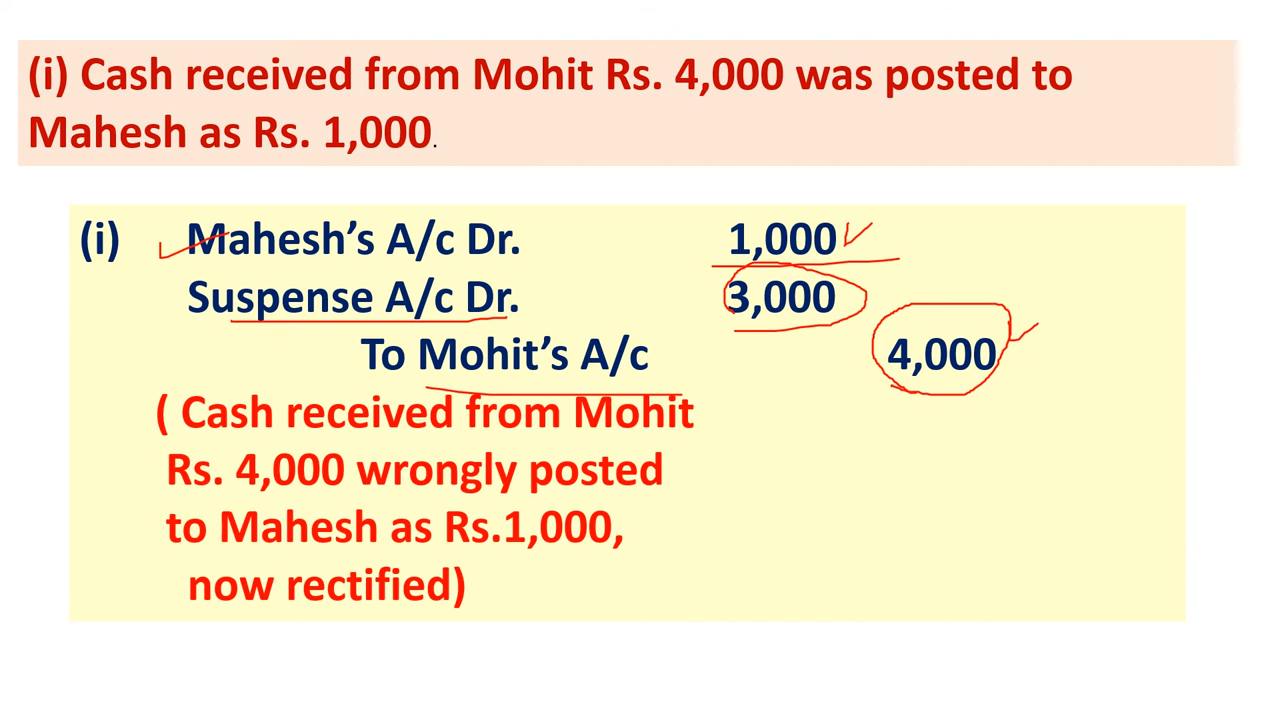 (i) Cash received from Mohit Rs. 4,000 was posted to
Mahesh as Rs. 1,000.
(i) Mahesh’s A/c Dr. 1,000
Suspense A/c Dr. 3,000
To Mohit’s A/c 4,000
( Cash received from Mohit
Rs. 4,000 wrongly posted
to Mahesh as Rs.1,000,
now rectified)